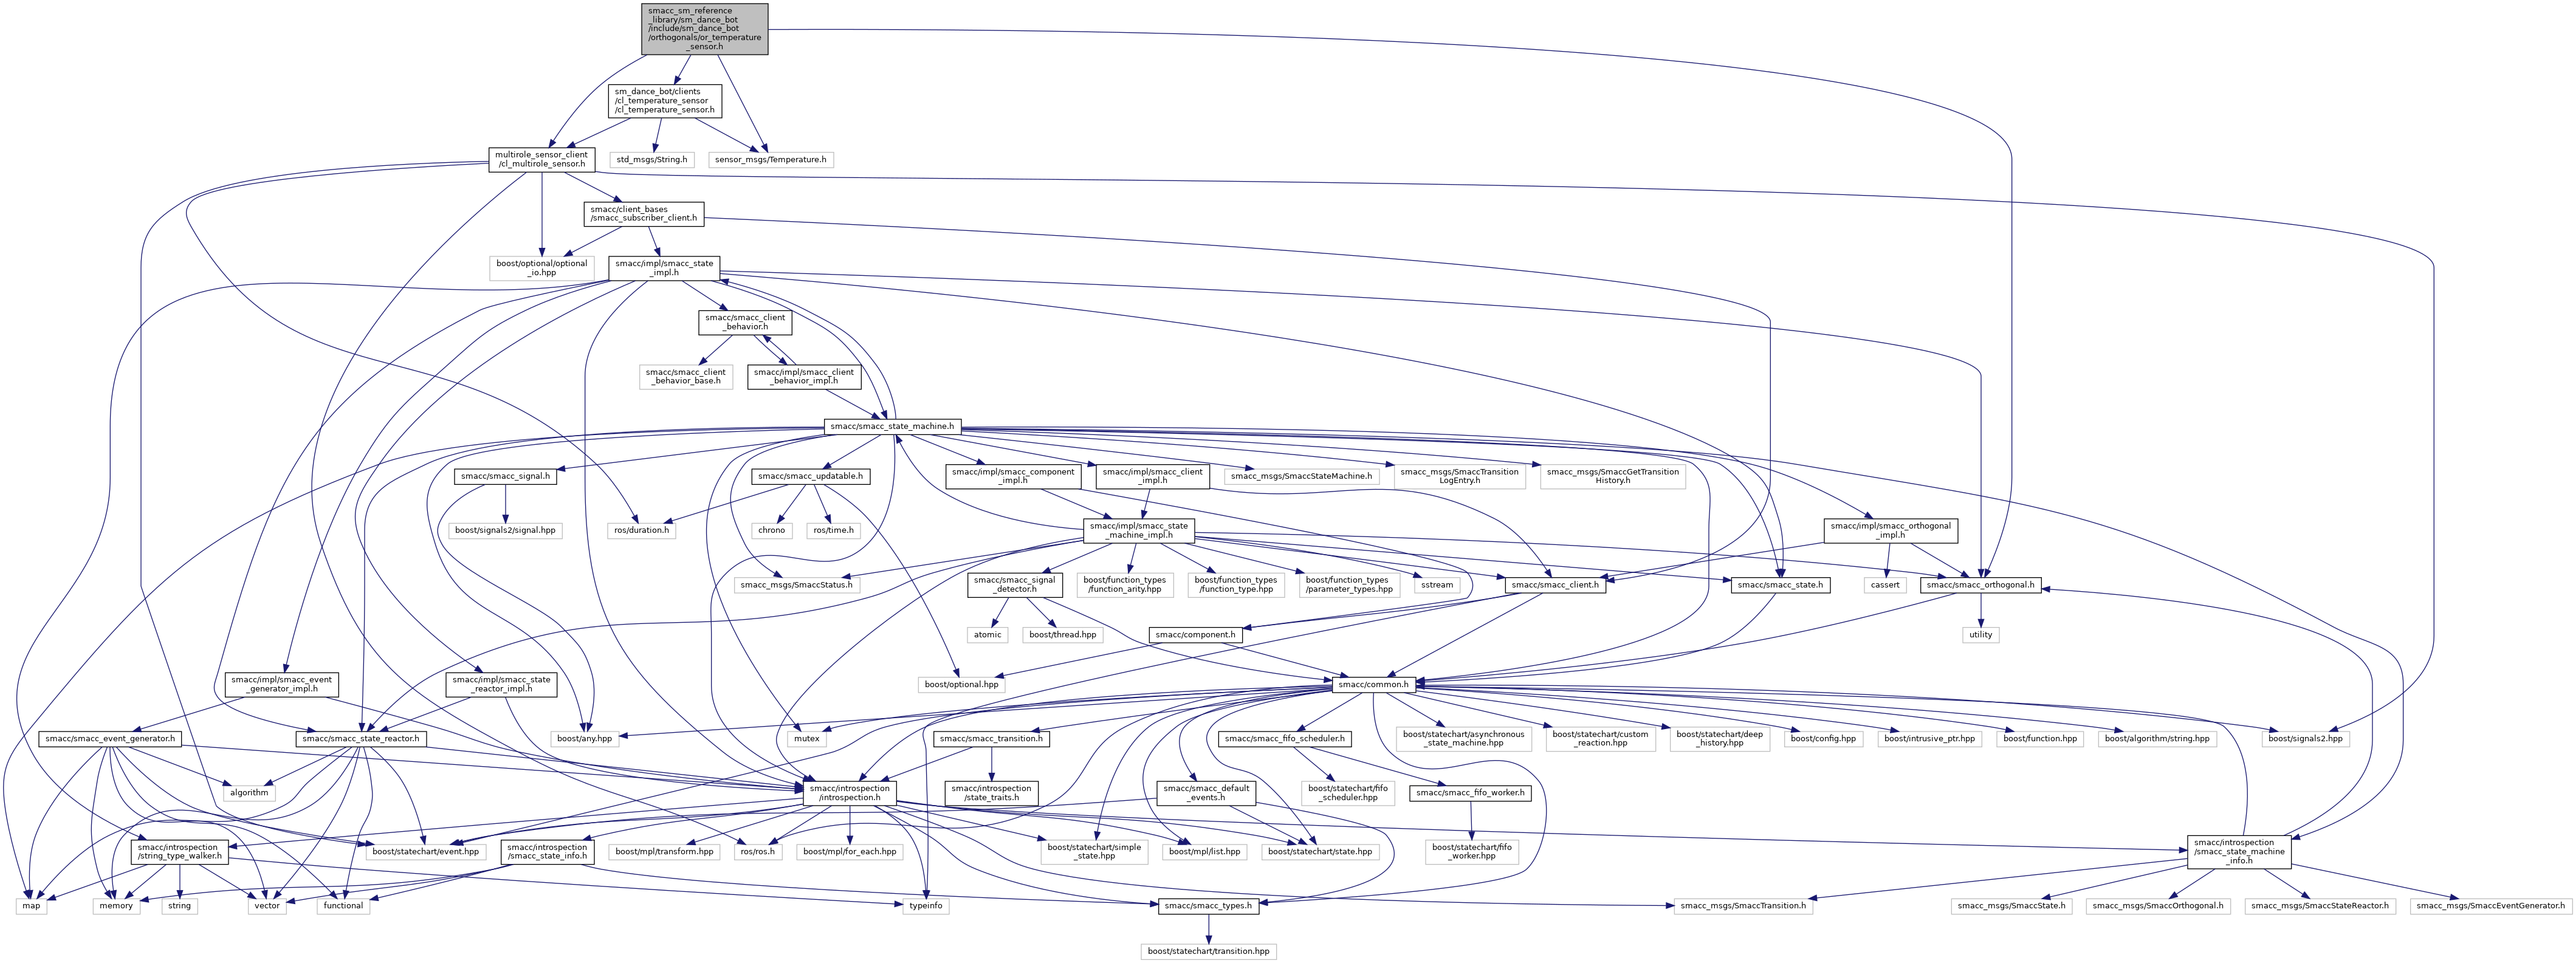 smacc_sm_reference
_library/sm_dance_bot
/include/sm_dance_bot
/orthogonals/or_temperature
_sensor.h
sm_dance_bot/clients
/cl_temperature_sensor
/cl_temperature_sensor.h
multirole_sensor_client
/cl_multirole_sensor.h
std_msgs/String.h
sensor_msgs/Temperature.h
smacc/client_bases
/smacc_subscriber_client.h
boost/optional/optional
_io.hpp
smacc/impl/smacc_state
_impl.h
smacc/smacc_client
_behavior.h
smacc/smacc_client
_behavior_base.h
smacc/impl/smacc_client
_behavior_impl.h
smacc/smacc_state_machine.h
smacc/smacc_signal.h
smacc/smacc_updatable.h
smacc/impl/smacc_component
_impl.h
smacc/impl/smacc_client
_impl.h
smacc_msgs/SmaccStateMachine.h
smacc_msgs/SmaccTransition
LogEntry.h
smacc_msgs/SmaccGetTransition
History.h
boost/signals2/signal.hpp
ros/duration.h
chrono
ros/time.h
smacc/impl/smacc_state
_machine_impl.h
smacc/impl/smacc_orthogonal
_impl.h
smacc_msgs/SmaccStatus.h
smacc/smacc_signal
_detector.h
boost/function_types
/function_arity.hpp
boost/function_types
/function_type.hpp
boost/function_types
/parameter_types.hpp
sstream
smacc/smacc_client.h
smacc/smacc_state.h
cassert
smacc/smacc_orthogonal.h
atomic
boost/thread.hpp
smacc/component.h
utility
smacc/impl/smacc_event
_generator_impl.h
smacc/impl/smacc_state
_reactor_impl.h
boost/optional.hpp
smacc/common.h
smacc/smacc_event_generator.h
smacc/smacc_state_reactor.h
boost/any.hpp
mutex
smacc/smacc_transition.h
smacc/smacc_fifo_scheduler.h
boost/statechart/asynchronous
_state_machine.hpp
boost/statechart/custom
_reaction.hpp
boost/statechart/deep
_history.hpp
boost/config.hpp
boost/intrusive_ptr.hpp
boost/function.hpp
boost/algorithm/string.hpp
boost/signals2.hpp
algorithm
smacc/introspection
/introspection.h
smacc/introspection
/state_traits.h
smacc/smacc_default
_events.h
boost/statechart/fifo
_scheduler.hpp
smacc/smacc_fifo_worker.h
smacc/introspection
/string_type_walker.h
boost/statechart/event.hpp
smacc/introspection
/smacc_state_info.h
boost/mpl/transform.hpp
ros/ros.h
boost/mpl/for_each.hpp
boost/statechart/simple
_state.hpp
boost/mpl/list.hpp
boost/statechart/state.hpp
boost/statechart/fifo
_worker.hpp
smacc/introspection
/smacc_state_machine
_info.h
map
memory
string
vector
functional
typeinfo
smacc/smacc_types.h
smacc_msgs/SmaccTransition.h
smacc_msgs/SmaccState.h
smacc_msgs/SmaccOrthogonal.h
smacc_msgs/SmaccStateReactor.h
smacc_msgs/SmaccEventGenerator.h
boost/statechart/transition.hpp